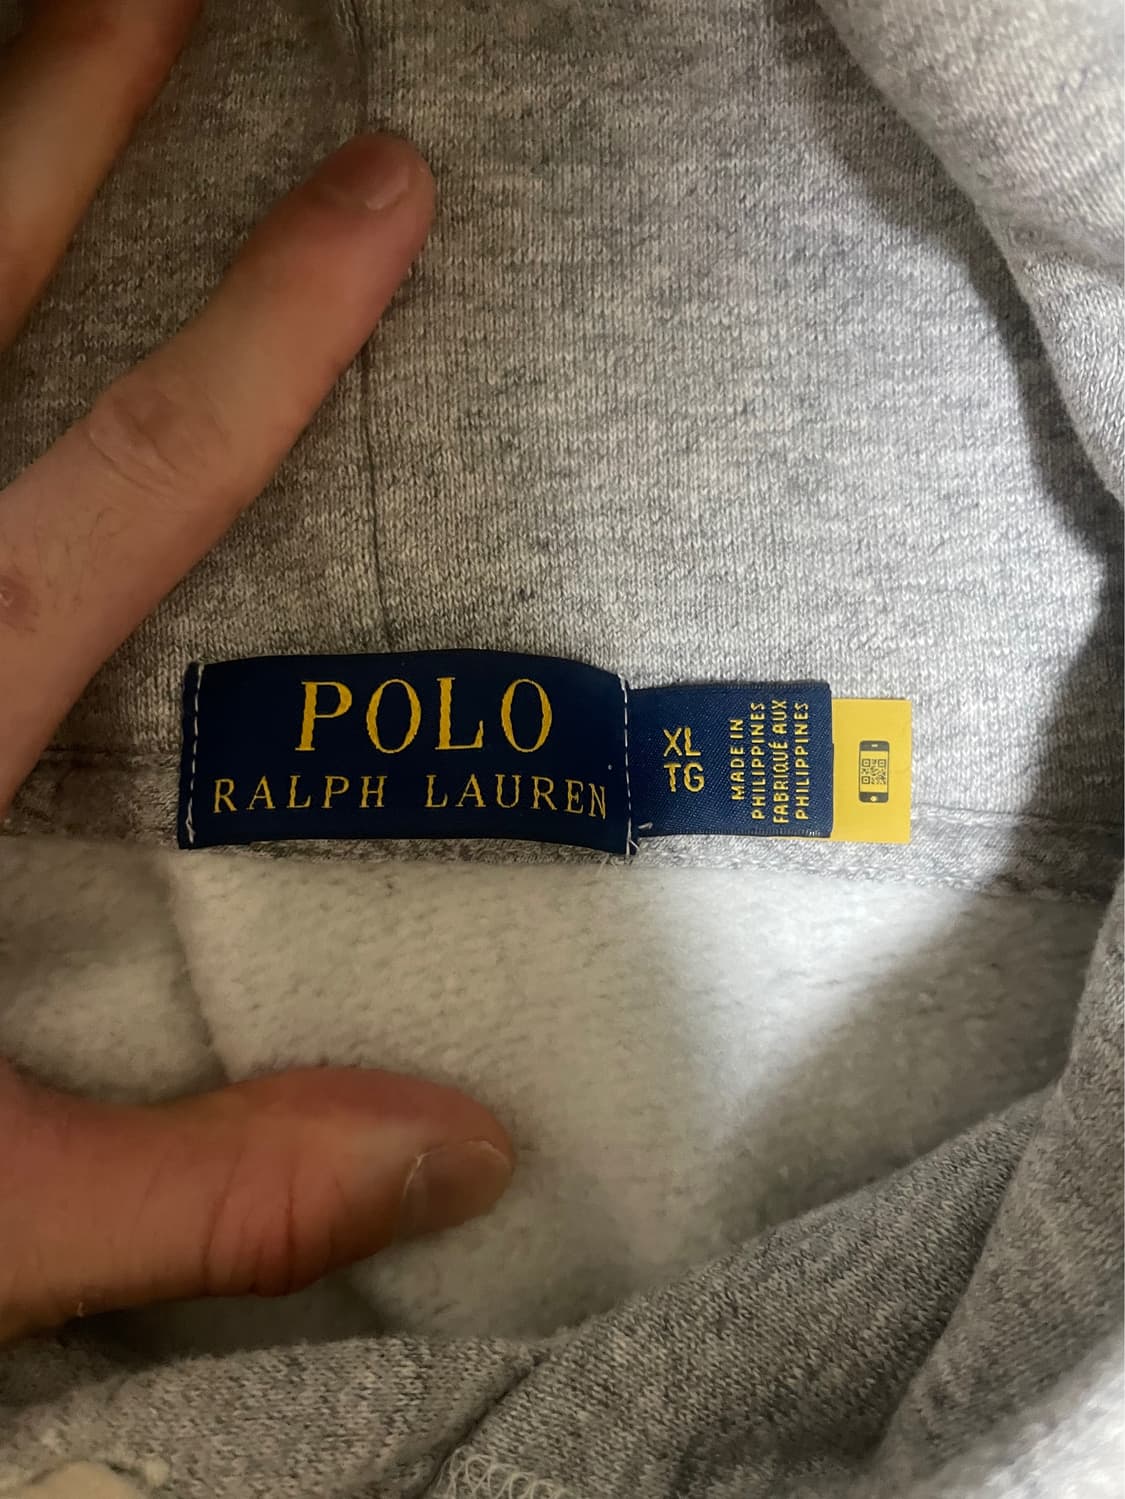 POLO
RALPH LAUREN
XL
TG
MADE IN
PHILIPPINES
FABRIQUÉ AUX
PHILIPPINES